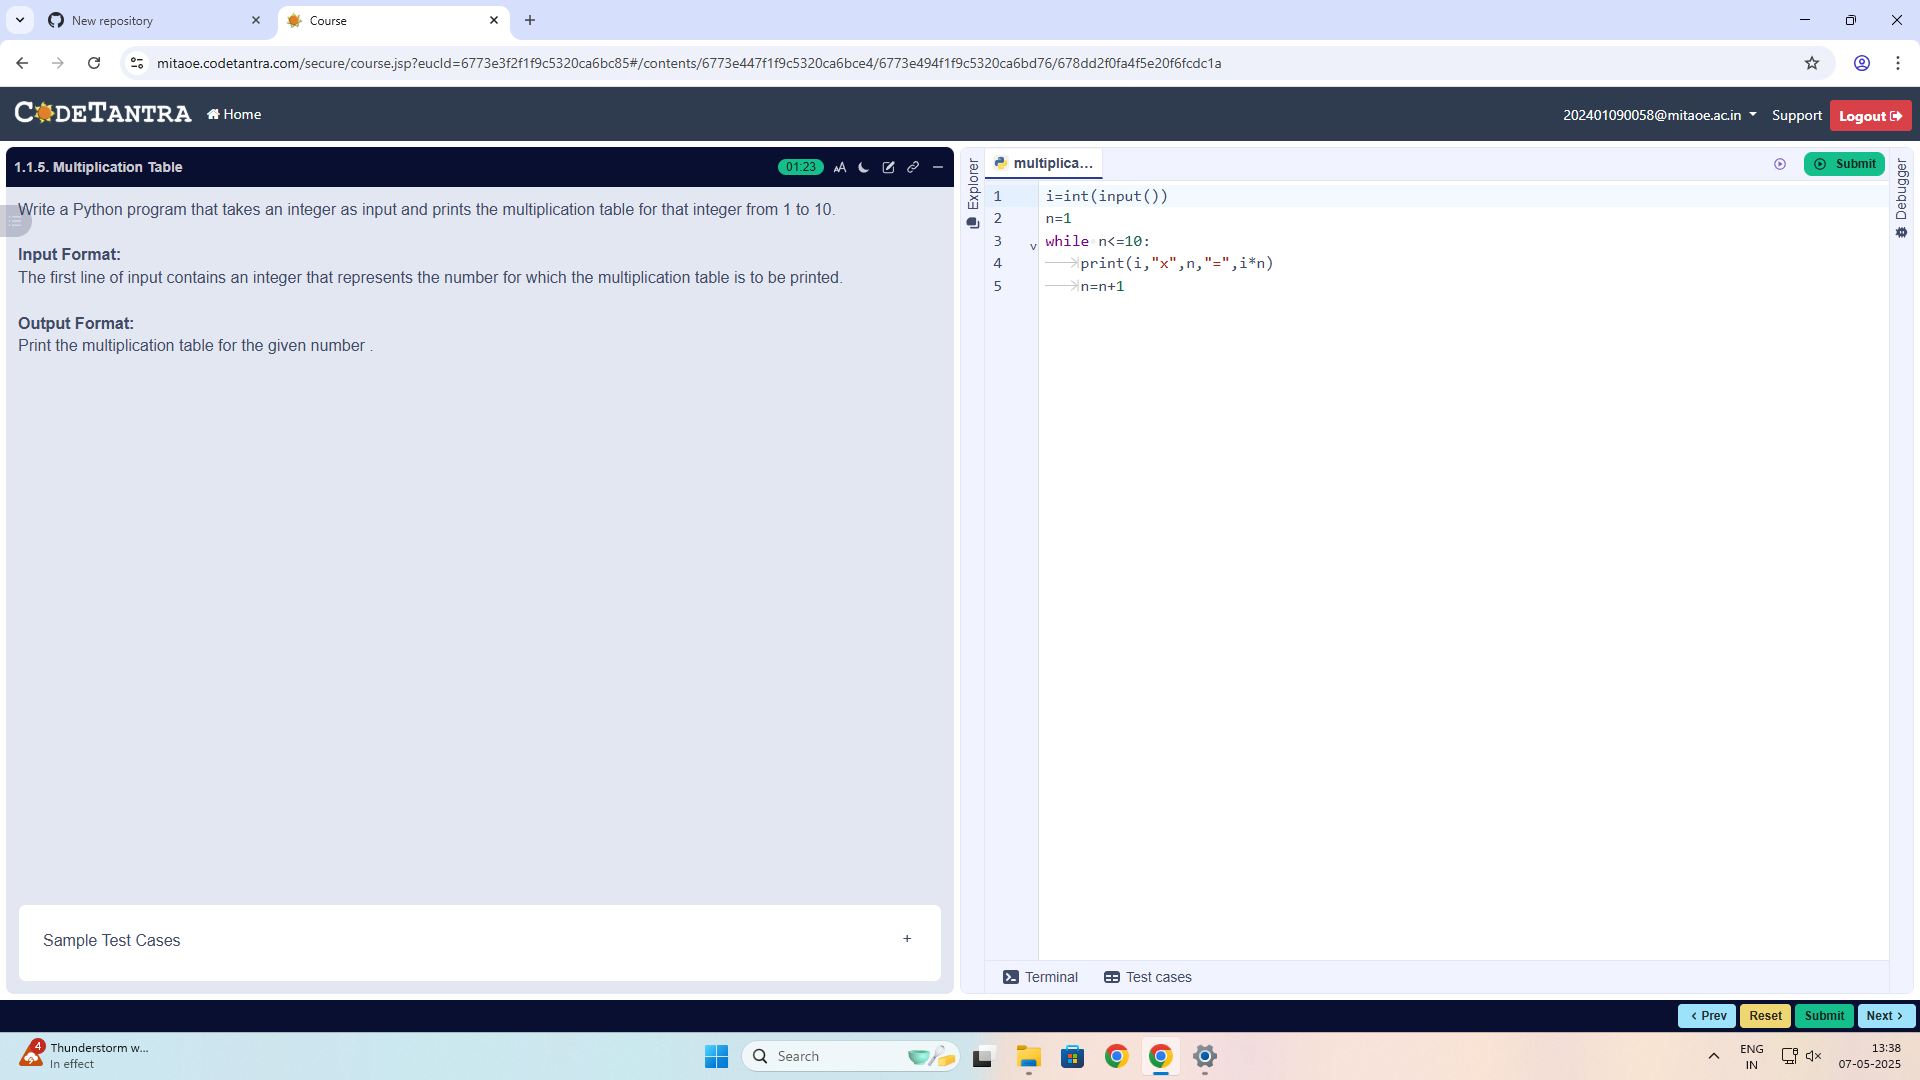 New repository
Course
mitaoe.codetantra.com/secure/course.jsp?eucId=6773e3f2f1f9c5320ca6bc85#/contents/6773e447f1f9c5320ca6bce4/6773e494f1f9c5320ca6bd76/678dd2f0fa4f5e20f6fcdc1a
CODETANTRA
Home
202401090058@mitaoe.ac.in
Support
Logout
1.1.5. Multiplication Table
01:23
Write a Python program that takes an integer as input and prints the multiplication table for that integer from 1 to 10.
Input Format:
The first line of input contains an integer that represents the number for which the multiplication table is to be printed.
Output Format:
Print the multiplication table for the given number .
Sample Test Cases
+
Explorer
multiplica...
Submit
Debugger
1 i=int(input())
2 n=1
3 while n<=10:
4 print(i,"x",n,"=",i*n)
5 n=n+1
Terminal
Test cases
< Prev
Reset
Submit
Next >
4
Thunderstorm w...
In effect
Search
ENG
IN
13:38
07-05-2025